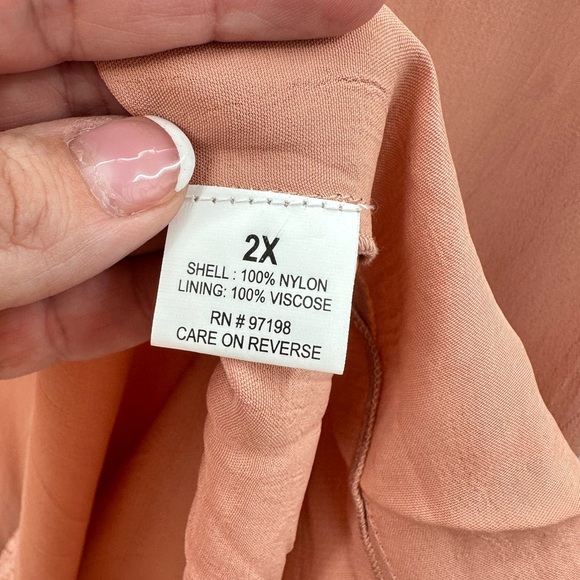 2X
SHELL : 100% NYLON
LINING: 100% VISCOSE
RN # 97198
CARE ON REVERSE